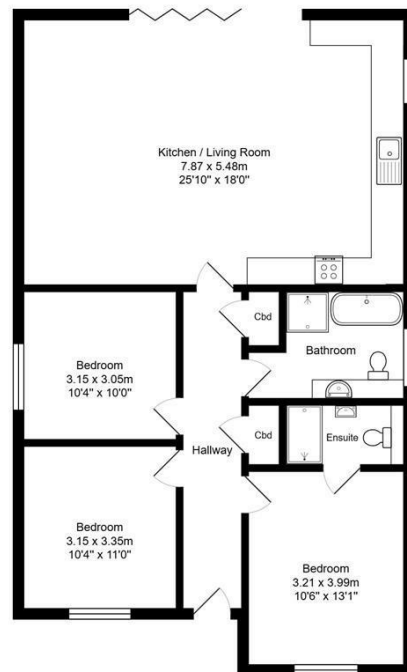 Kitchen / Living Room
7.87 x 5.48m
25'10" x 18'0"
Cbd
Bathroom
Bedroom
3.15 x 3.05m
10'4" x 10'0"
Cbd
Ensuite
Hallway
Bedroom
3.15 x 3.35m
10'4" x 11'0"
Bedroom
3.21 x 3.99m
10'6" x 13'1"